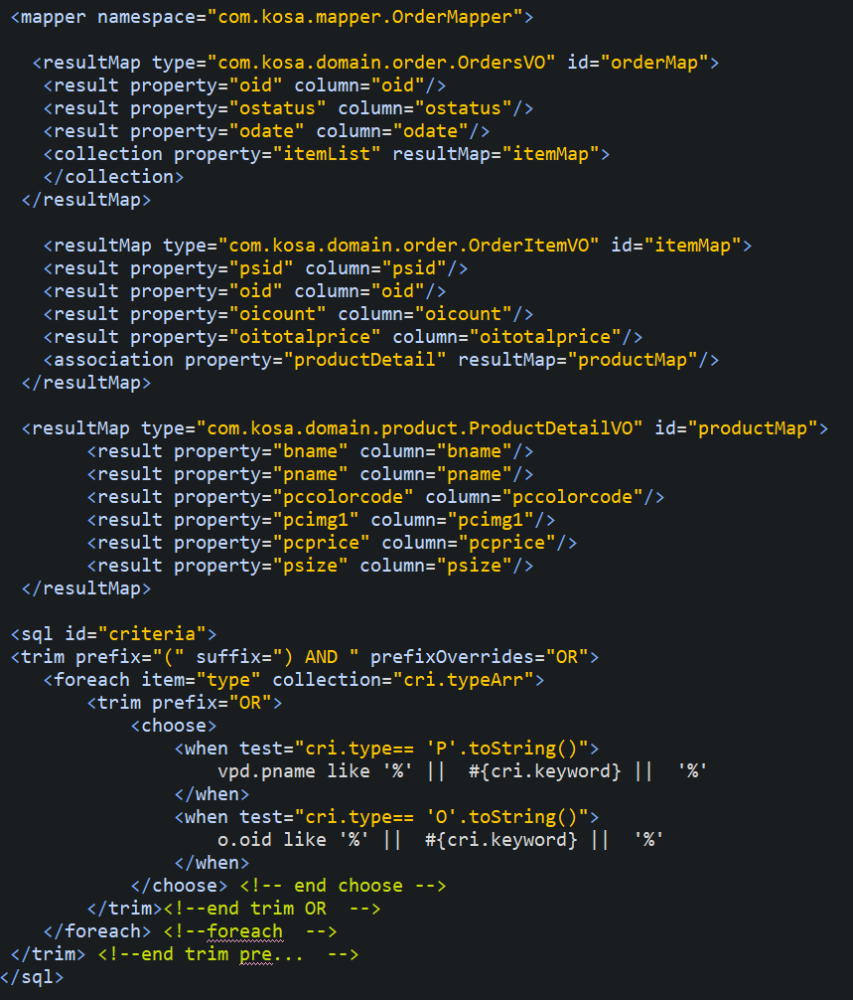 <mapper namespace="com.kosa.mapper.OrderMapper">
<resultMap type="com.kosa.domain.order.OrdersVO" id="orderMap">
<result property="oid" column="oid"/>
<result property="ostatus" column="ostatus"/>
<result property="odate" column="odate"/>
<collection property="itemList" resultMap="itemMap">
</collection>
</resultMap>
<resultMap type="com.kosa.domain.order.OrderItemVO" id="itemMap">
<result property="psid" column="psid"/>
<result property="oid" column="oid"/>
<result property="oicount" column="oicount"/>
<result property="oitotalprice" column="oitotalprice"/>
<association property="productDetail" resultMap="productMap"/>
</resultMap>
<resultMap type="com.kosa.domain.product.ProductDetailVO" id="productMap">
<result property="bname" column="bname"/>
<result property="pname" column="pname"/>
<result property="pccolorcode" column="pccolorcode"/>
<result property="pcimg1" column="pcimg1"/>
<result property="pcprice" column="pcprice"/>
<result property="psize" column="psize"/>
</resultMap>
<sql id="criteria">
<trim prefix="(" suffix=") AND " prefixOverrides="OR">
<foreach item="type" collection="cri.typeArr">
<trim prefix="OR">
<choose>
<when test="cri.type== 'P'.toString()">
vpd.pname like '%' ||  #{cri.keyword} ||  '%'
</when>
<when test="cri.type== 'O'.toString()">
o.oid like '%' ||  #{cri.keyword} ||  '%'
</when>
</choose> <!-- end choose -->
</trim><!--end trim OR  -->
</foreach> <!--foreach  -->
</trim> <!--end trim pre...  -->
</sql>